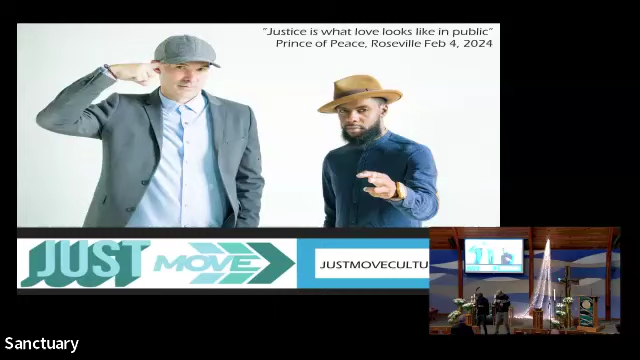 "Justice is what love looks like in public"
Prince of Peace, Roseville Feb 4, 2024
JUST
MOVE
JUSTMOVECULTU
Sanctuary